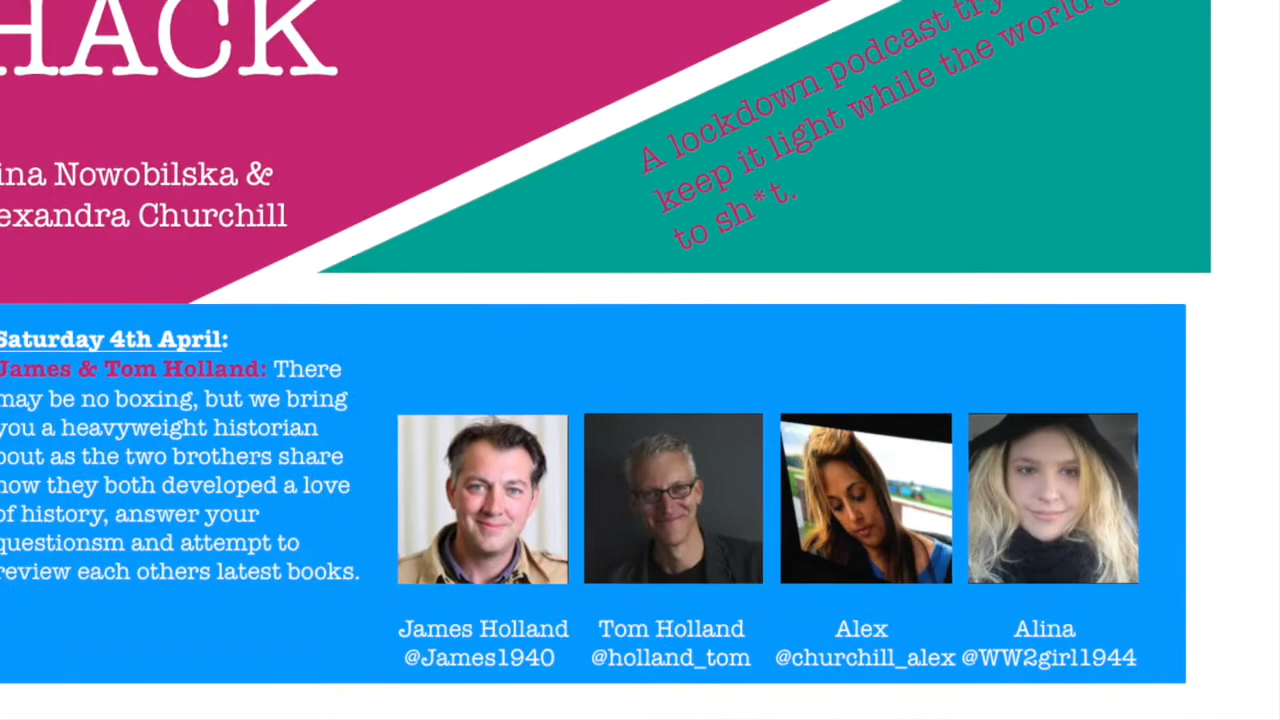 HACK
ina Nowobilska &
exandra Churchill
A lockdown podcast try
keep it light while the world g
to sh*t.
Saturday 4th April:
James & Tom Holland: There
may be no boxing, but we bring
you a heavyweight historian
bout as the two brothers share
how they both developed a love
of history, answer your
questionsm and attempt to
review each others latest books.
James Holland
@James1940
Tom Holland
@holland_tom
Alex
@churchill_alex
Alina
@WW2girl1944